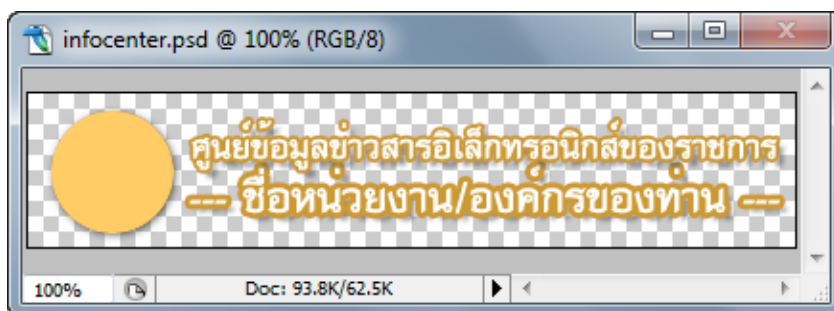 infocenter.psd @ 100% (RGB/8)
ศูนย์ข้อมูลข่าวสารอิเล็กทรอนิกส์ของราชการ
--- ชื่อหน่วยงาน/องค์กรของท่าน ---
100% Doc: 93.8K/62.5K